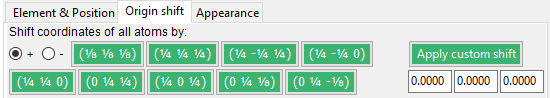 Element & Position Origin shift Appearance
Shift coordinates of all atoms by:
+ - (⅛ ⅛ ⅛) (¼ ¼ ¼) (¼ -¼ ¼) (¼ -¼ 0) Apply custom shift
(¼ ¼ 0) (0 ¼ ¼) (¼ 0 ¼) (0 ¼ ⅛) (0 ¼ -⅛) 0.0000 0.0000 0.0000